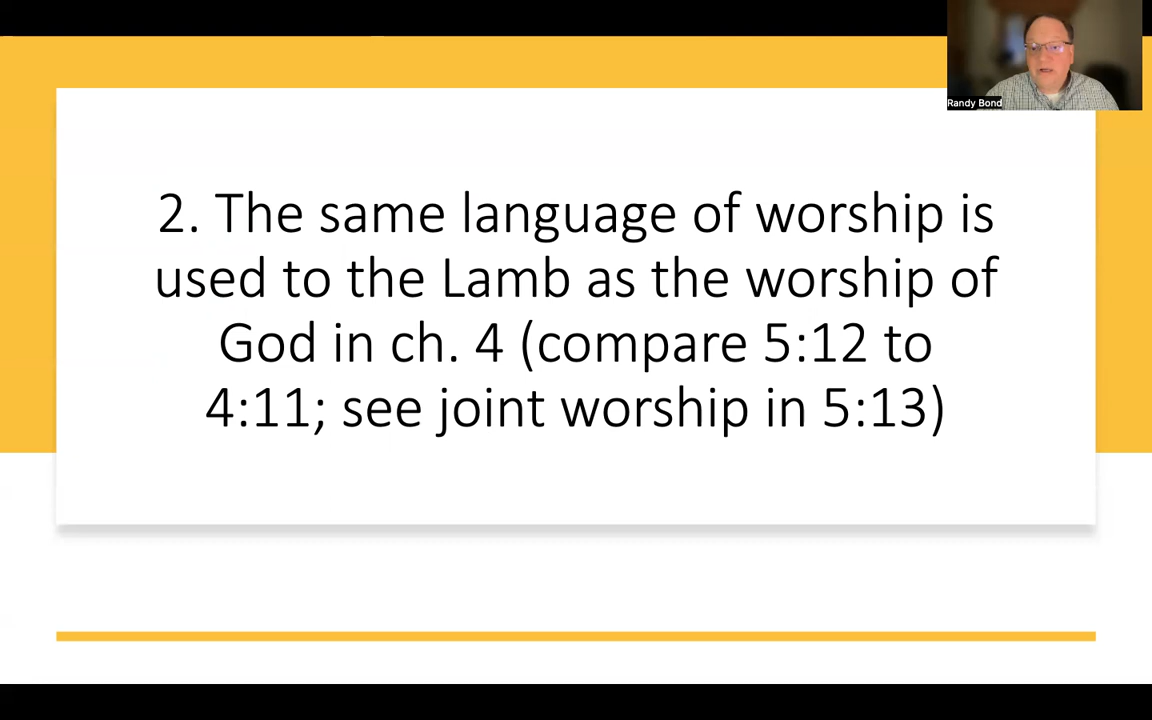 Randy Bond
2. The same language of worship is
used to the Lamb as the worship of
God in ch. 4 (compare 5:12 to
4:11; see joint worship in 5:13)